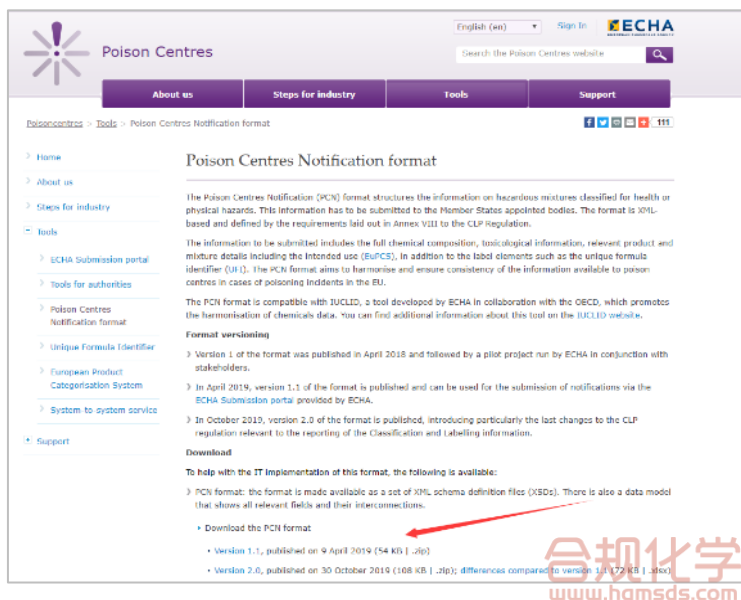 English (en)
Sign In
ECHA
Poison Centres
Search the Poison Centres website
About us
Steps for industry
Tools
Support
Poisoncentres > Tools > Poison Centres Notification format
111
Home
About us
Steps for industry
Tools
ECHA Submission portal
Tools for authorities
Poison Centres
Notification format
Unique Formula Identifier
European Product
Categorisation System
System-to-system service
Support
Poison Centres Notification format
The Poison Centres Notification (PCN) format structures the information on hazardous mixtures classified for health or
physical hazards. This information has to be submitted to the Member States appointed bodies. The format is XML-
based and defined by the requirements laid out in Annex VIII to the CLP Regulation.
The information to be submitted includes the full chemical composition, toxicological information, relevant product and
mixture details including the intended use (EuPCS), in addition to the label elements such as the unique formula
identifier (UFI). The PCN format aims to harmonise and ensure consistency of the information available to poison
centres in cases of poisoning incidents in the EU.
The PCN format is compatible with IUCLID, a tool developed by ECHA in collaboration with the OECD, which promotes
the harmonisation of chemicals data. You can find additional information about this tool on the IUCLID website.
Format versioning
Version 1 of the format was published in April 2018 and followed by a pilot project run by ECHA in conjunction with
stakeholders.
In April 2019, version 1.1 of the format is published and can be used for the submission of notifications via the
ECHA Submission portal provided by ECHA.
In October 2019, version 2.0 of the format is published, introducing particularly the last changes to the CLP
regulation relevant to the reporting of the Classification and Labelling information.
Download
To help with the IT implementation of this format, the following is available:
PCN format: the format is made available as a set of XML schema definition files (XSDs). There is also a data model
that shows all relevant fields and their interconnections.
Download the PCN format
Version 1.1, published on 9 April 2019 (54 KB | .zip)
Version 2.0, published on 30 October 2019 (108 KB | .zip); differences compared to version 1.1 (72 KB | .xlsx)
合规化学
www.hgmsds.com